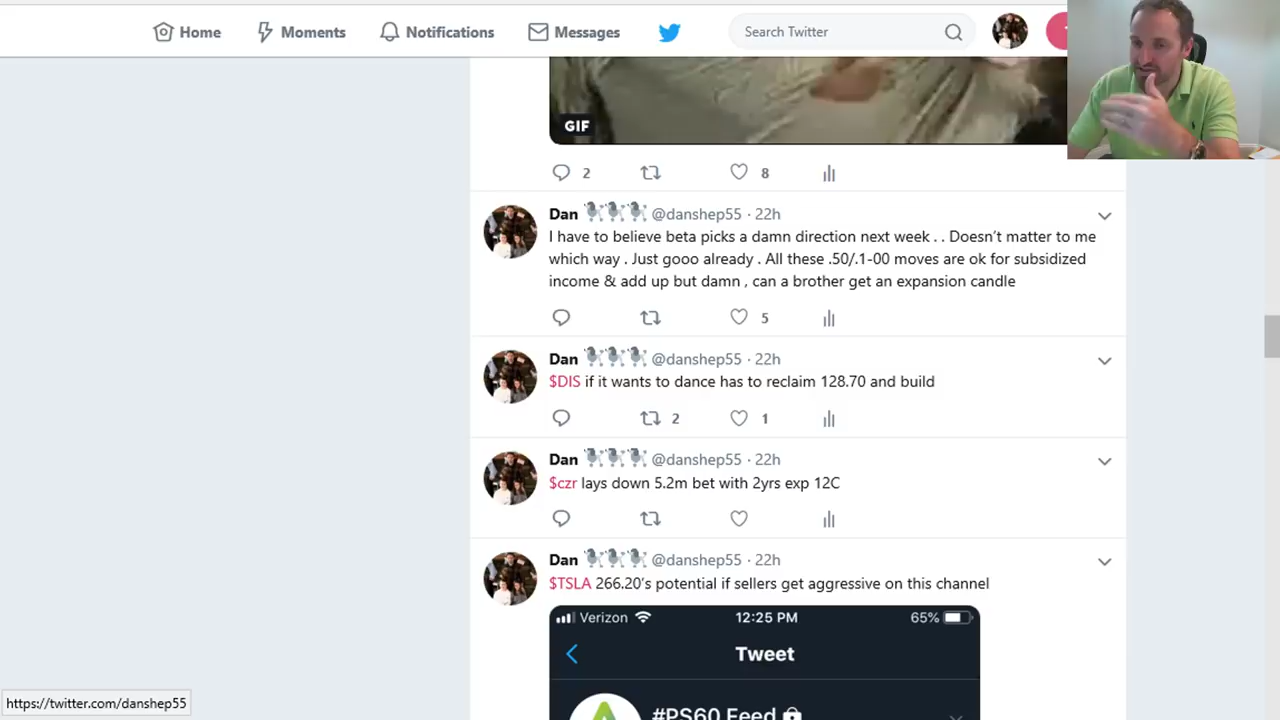 Home
Moments
Notifications
Messages
Search Twitter
GIF
2
8
Dan @danshep55 · 22h
I have to believe beta picks a damn direction next week . . Doesn’t matter to me
which way . Just gooo already . All these .50/.1-00 moves are ok for subsidized
income & add up but damn , can a brother get an expansion candle
5
Dan @danshep55 · 22h
$DIS if it wants to dance has to reclaim 128.70 and build
2
1
Dan @danshep55 · 22h
$czr lays down 5.2m bet with 2yrs exp 12C
Dan @danshep55 · 22h
$TSLA 266.20’s potential if sellers get aggressive on this channel
Verizon 12:25 PM 65%
Tweet
#PS60 Feed
https://twitter.com/danshep55